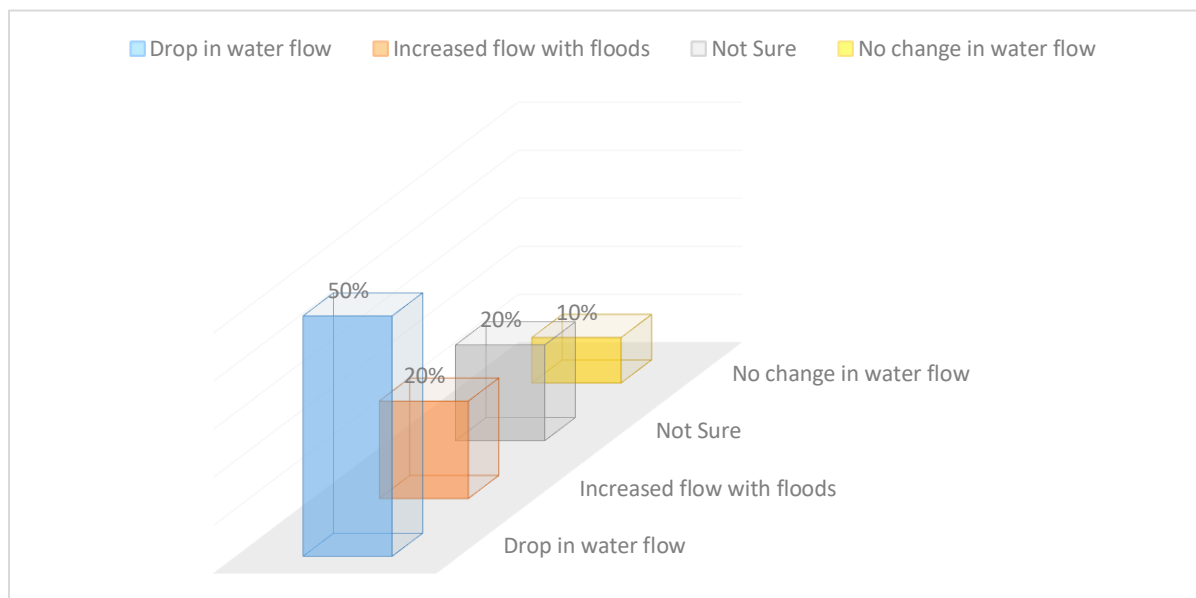 Drop in water flow Increased flow with floods Not Sure No change in water flow
50%
20%
20%
10%
No change in water flow
Not Sure
Increased flow with floods
Drop in water flow